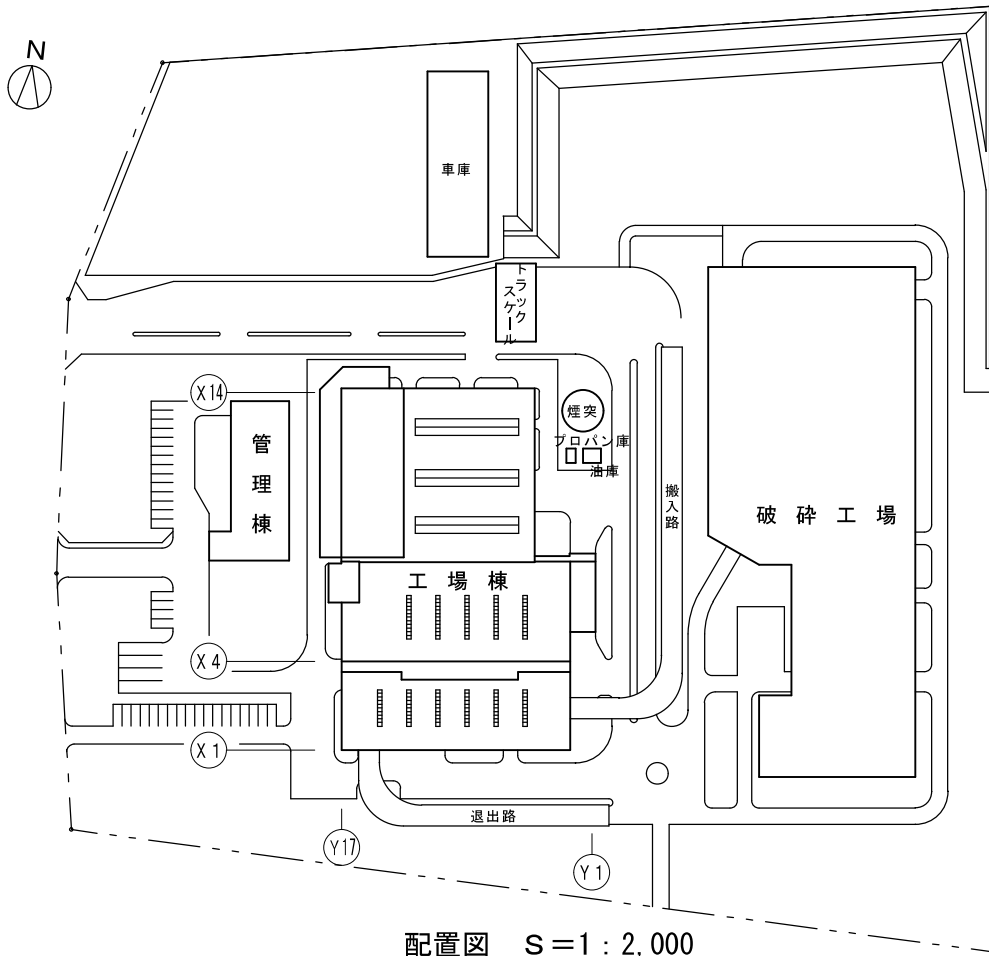 N
車庫
トラック
スケール
X14
煙突
プロパン庫
油庫
管理棟
搬入路
破砕工場
工場棟
X4
X1
退出路
Y17
Y1
配置図 S=1:2,000